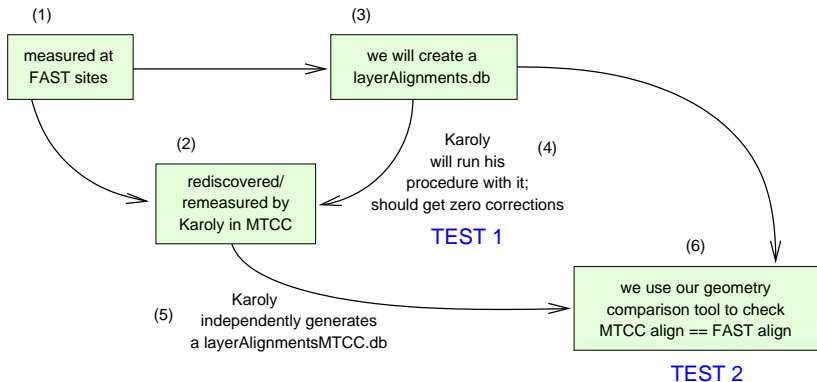 (1)
measured at
FAST sites
(3)
we will create a
layerAlignments.db
(2)
rediscovered/
remeasured by
Karoly in MTCC
(4)
Karoly
will run his
procedure with it;
should get zero corrections
TEST 1
(5)
Karoly
independently generates
a layerAlignmentsMTCC.db
(6)
we use our geometry
comparison tool to check
MTCC align == FAST align
TEST 2